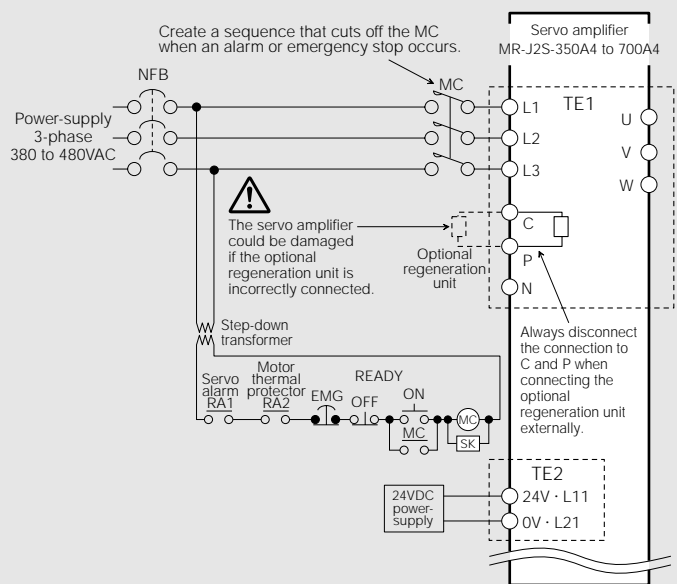 Create a sequence that cuts off the MC
when an alarm or emergency stop occurs.
Servo amplifier
MR-J2S-350A4 to 700A4
NFB
MC
Power-supply
3-phase
380 to 480VAC
L1
L2
L3
TE1
U
V
W
The servo amplifier
could be damaged
if the optional
regeneration unit is
incorrectly connected.
Optional
regeneration
unit
C
P
N
Always disconnect
the connection to
C and P when
connecting the
optional
regeneration unit
externally.
Step-down
transformer
Servo
alarm
RA1
Motor
thermal
protector
RA2
EMG
READY
OFF
ON
MC
MC
SK
24VDC
power-
supply
TE2
24V · L11
0V · L21